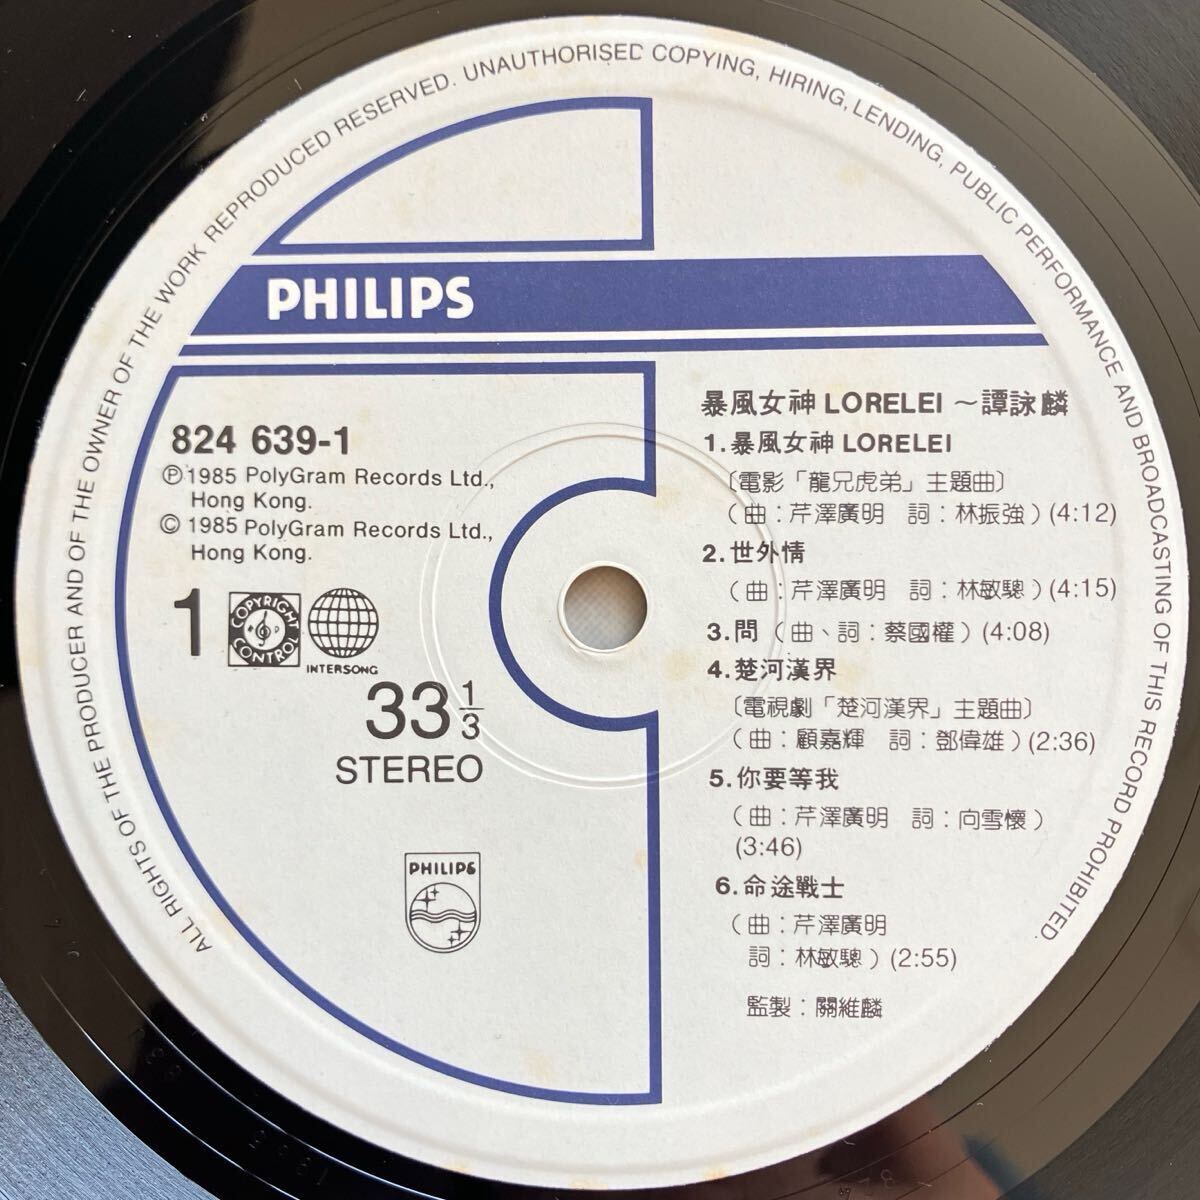 ALL RIGHTS OF THE PRODUCER AND OF THE OWNER OF THE WORK REPRODUCED RESERVED. UNAUTHORISED COPYING, HIRING, LENDING, PUBLIC PERFORMANCE AND BROADCASTING OF THIS RECORD PROHIBITED.
PHILIPS
824 639-1
Ⓟ 1985 PolyGram Records Ltd.,
Hong Kong.
© 1985 PolyGram Records Ltd.,
Hong Kong.
1
COPYRIGHT
CONTROL
INTERSONG
33 1/3
STEREO
PHILIPS
暴風女神 LORELEI ～譚詠麟
1.暴風女神 LORELEI
〔電影「龍兄虎弟」主題曲〕
（曲：芹澤廣明 詞：林振強）(4:12)
2.世外情
（曲：芹澤廣明 詞：林敏驄）(4:15)
3.問（曲、詞：蔡國權）(4:08)
4.楚河漢界
〔電視劇「楚河漢界」主題曲〕
（曲：顧嘉輝 詞：鄧偉雄）(2:36)
5.你要等我
（曲：芹澤廣明 詞：向雪懷）
(3:46)
6.命途戰士
（曲：芹澤廣明
詞：林敏驄）(2:55)
監製：關維麟